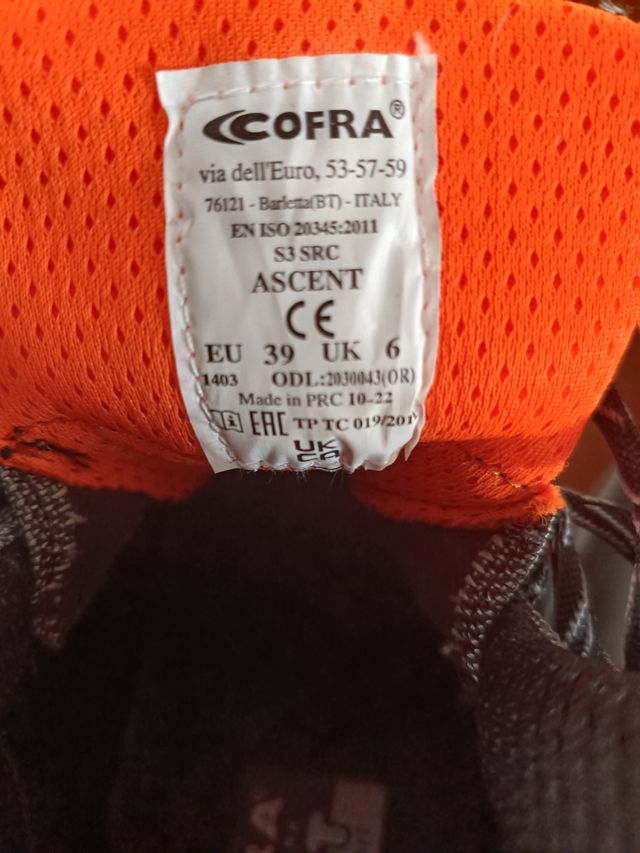 COFRA®
via dell'Euro, 53-57-59
76121 - Barletta(BT) - ITALY
EN ISO 20345:2011
S3 SRC
ASCENT
CE
EU 39 UK 6
1403 ODL:2030043(OR)
Made in PRC 10-22
i EAC TP TC 019/201
UK
CA
RA